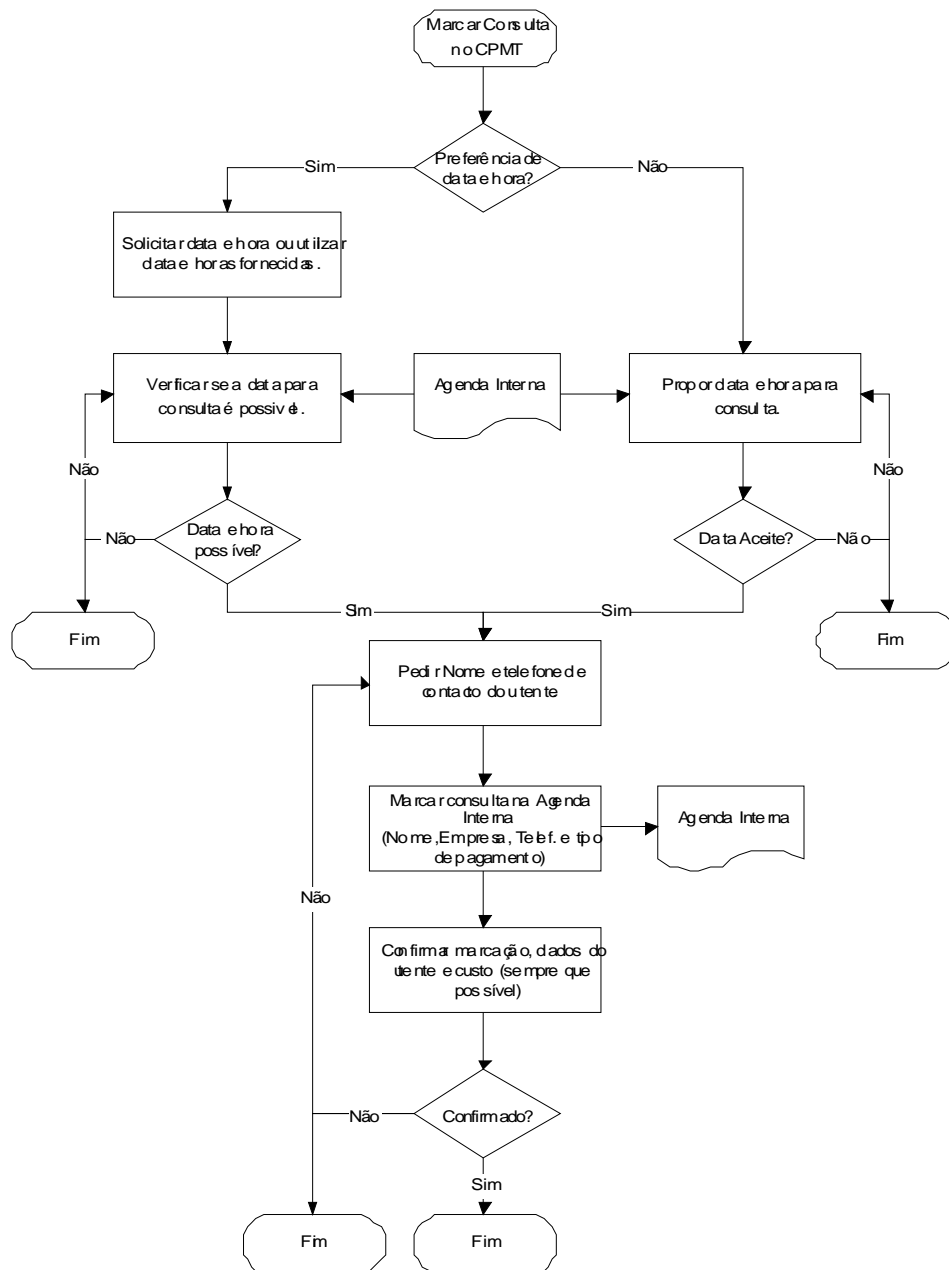 Marcar Consulta
no CPMT
Preferência de
data e hora?
Sim
Não
Solicitar data e hora ou utilizar
data e horas fornecidas.
Verificar se a data para
consulta é possivel.
Agenda Interna
Propor data e hora para
consulta.
Não
Não
Não
Data e hora
possível?
Data Aceite?
Não
Sim
Sim
Fim
Fim
Pedir Nome e telefone de
contacto do utente
Marcar consulta na Agenda
Interna
(Nome, Empresa, Telef. e tipo
de pagamento)
Agenda Interna
Não
Confirmar marcação, dados do
utente e custo (sempre que
possível)
Não
Confirmado?
Sim
Fim
Fim